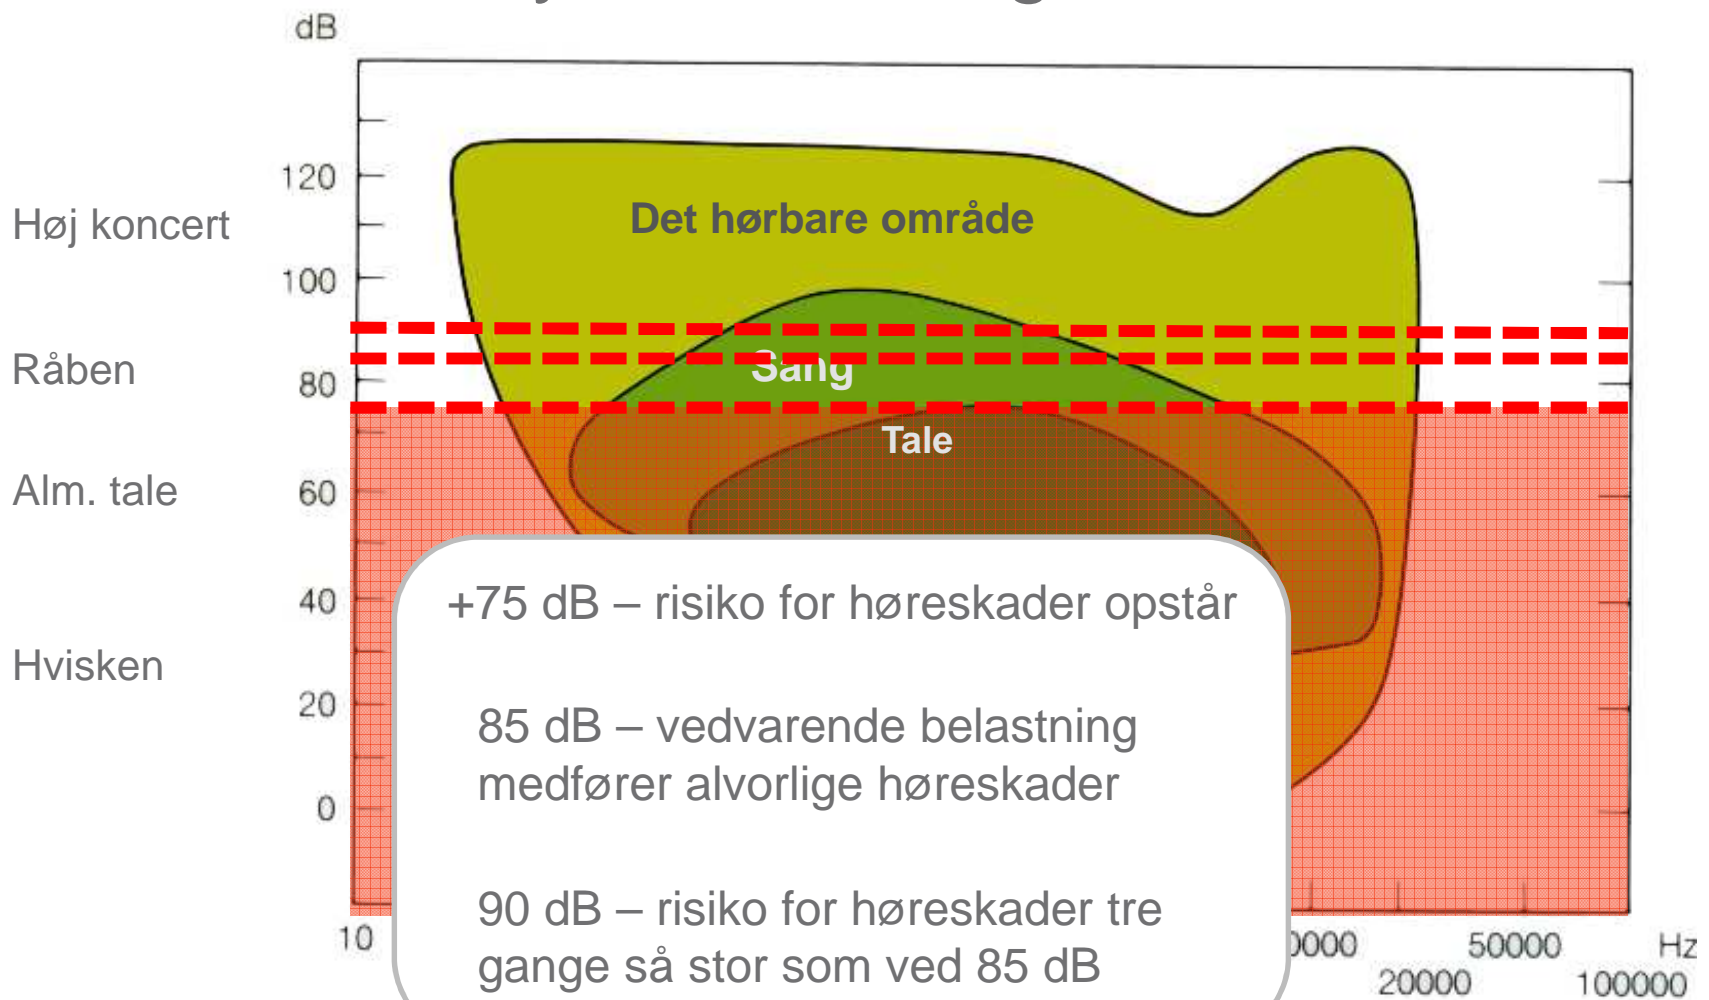 dB
120
Høj koncert
Det hørbare område
100
Råben
Sang
80
Tale
Alm. tale
60
+75 dB – risiko for høreskader opstår
40
Hvisken
20
85 dB – vedvarende belastning
medfører alvorlige høreskader
0
90 dB – risiko for høreskader tre
gange så stor som ved 85 dB
10
50000
Hz
20000
100000